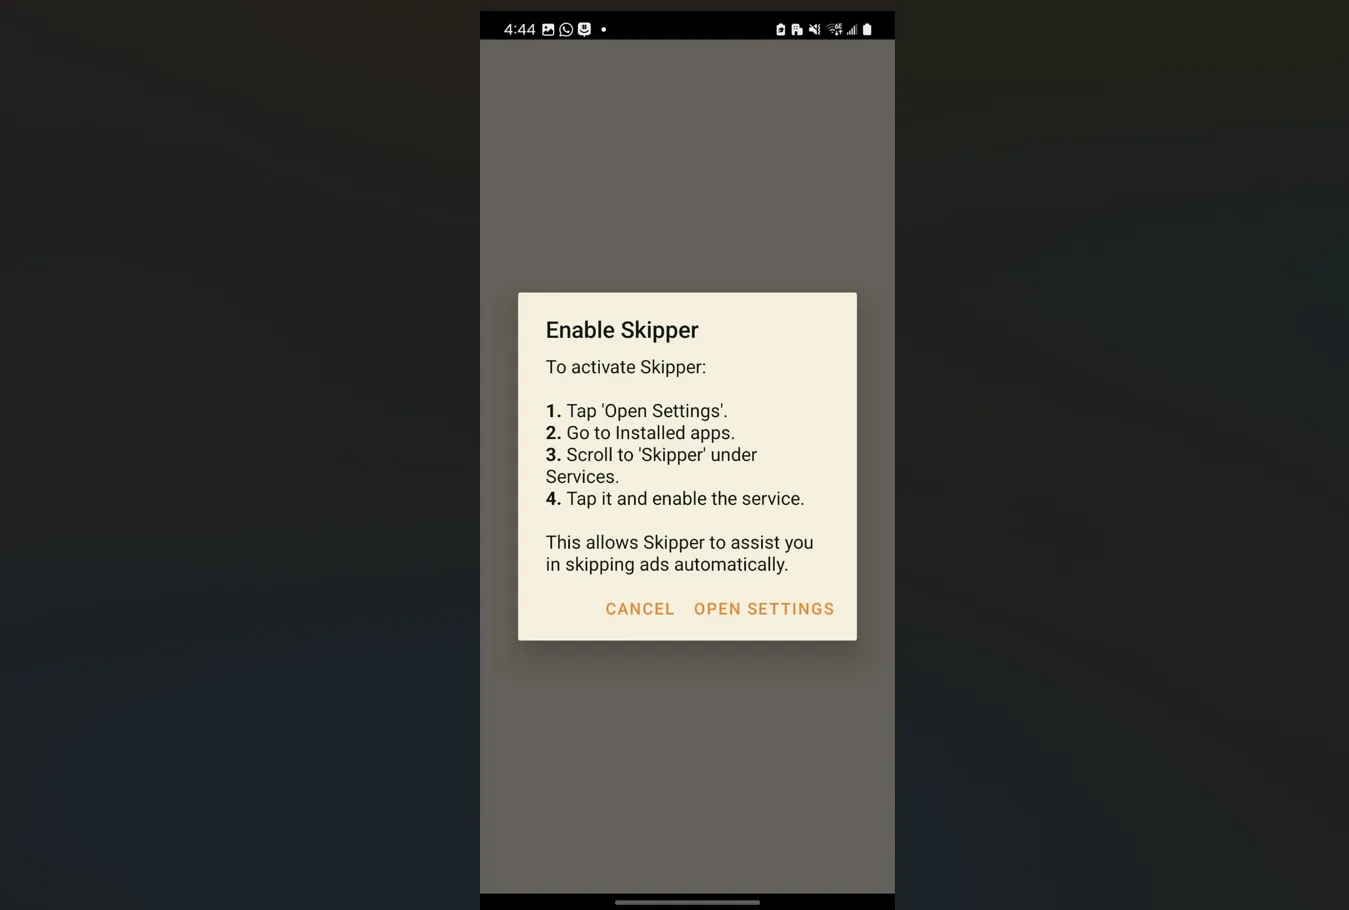 4:44
Enable Skipper
To activate Skipper:
1. Tap 'Open Settings'.
2. Go to Installed apps.
3. Scroll to 'Skipper' under
Services.
4. Tap it and enable the service.
This allows Skipper to assist you
in skipping ads automatically.
CANCEL OPEN SETTINGS